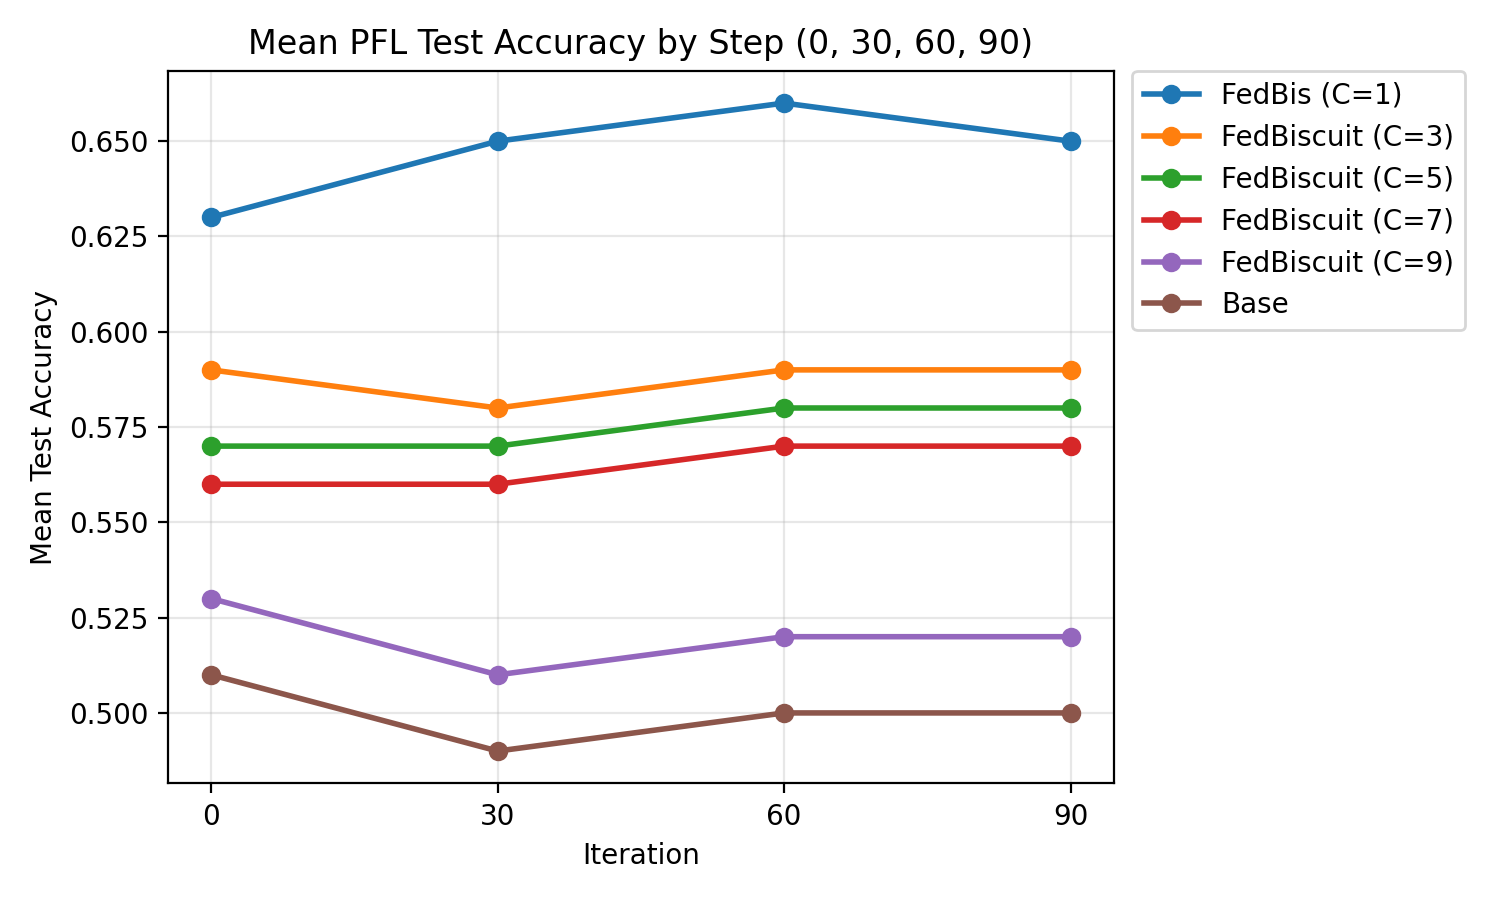 Mean PFL Test Accuracy by Step (0, 30, 60, 90)
Mean Test Accuracy
0.650
0.625
0.600
0.575
0.550
0.525
0.500
0 30 60 90
Iteration
FedBis (C=1)
FedBiscuit (C=3)
FedBiscuit (C=5)
FedBiscuit (C=7)
FedBiscuit (C=9)
Base